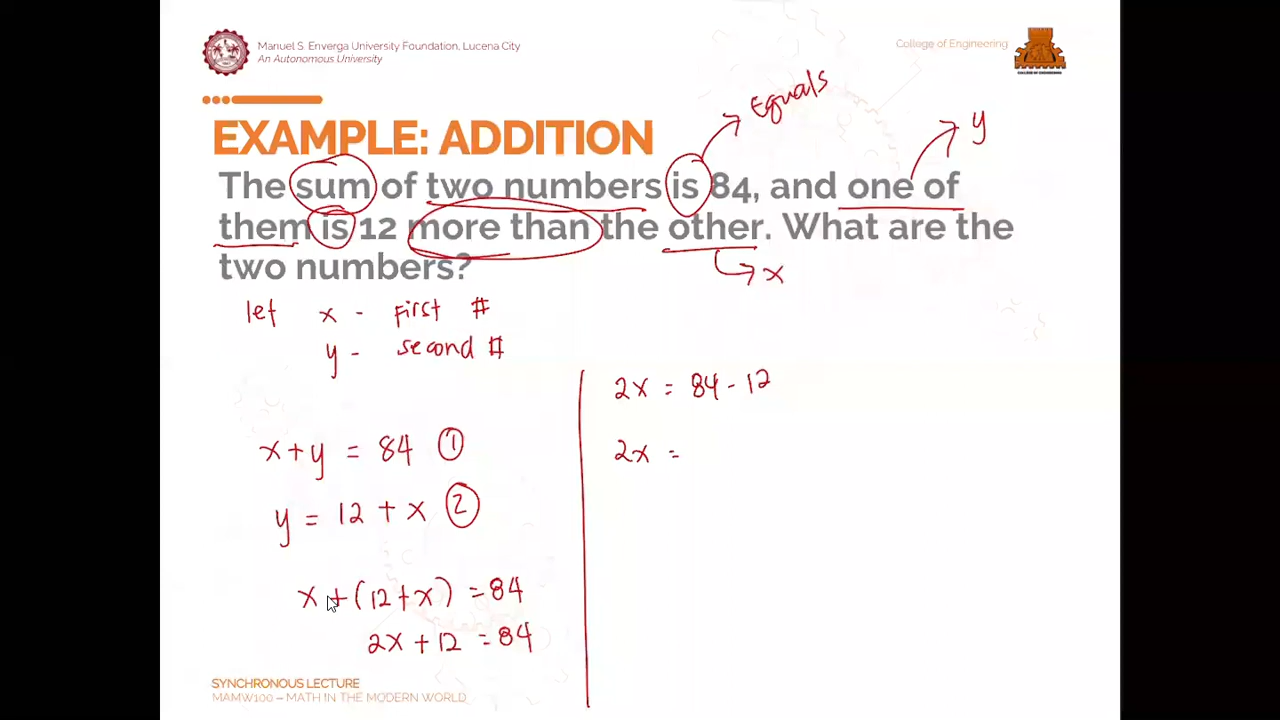 Manuel S. Enverga University Foundation, Lucena City
An Autonomous University
College of Engineering
COLLEGE OF ENGINEERING
Equals
y
EXAMPLE: ADDITION
The sum of two numbers is 84, and one of
them is 12 more than the other. What are the
two numbers?
x
let x - first #
y - second #
x+y = 84 ①
y = 12 + x ②
x+(12+x) = 84
2x + 12 = 84
2x = 84 - 12
2x =
SYNCHRONOUS LECTURE
MAMW100 – MATH IN THE MODERN WORLD